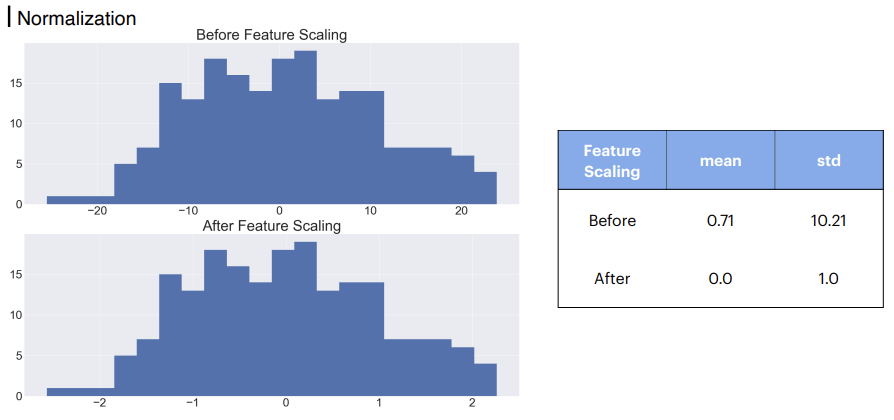 Normalization
Before Feature Scaling
15
10
5
0
−20 −10 0 10 20
After Feature Scaling
15
10
5
0
−2 −1 0 1 2
Feature Scaling mean std
Before 0.71 10.21
After 0.0 1.0